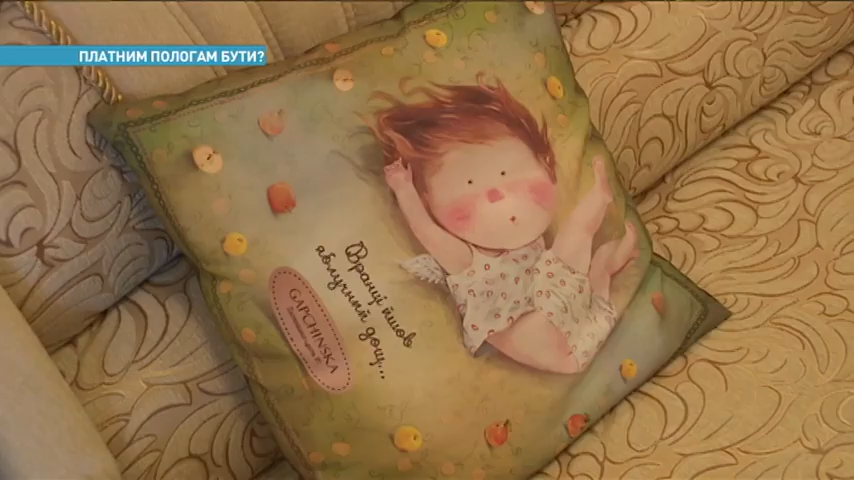 ПЛАТНИМ ПОЛОГАМ БУТИ?
Вранці йшов
яблучний дощ...
GAPCHINSKA